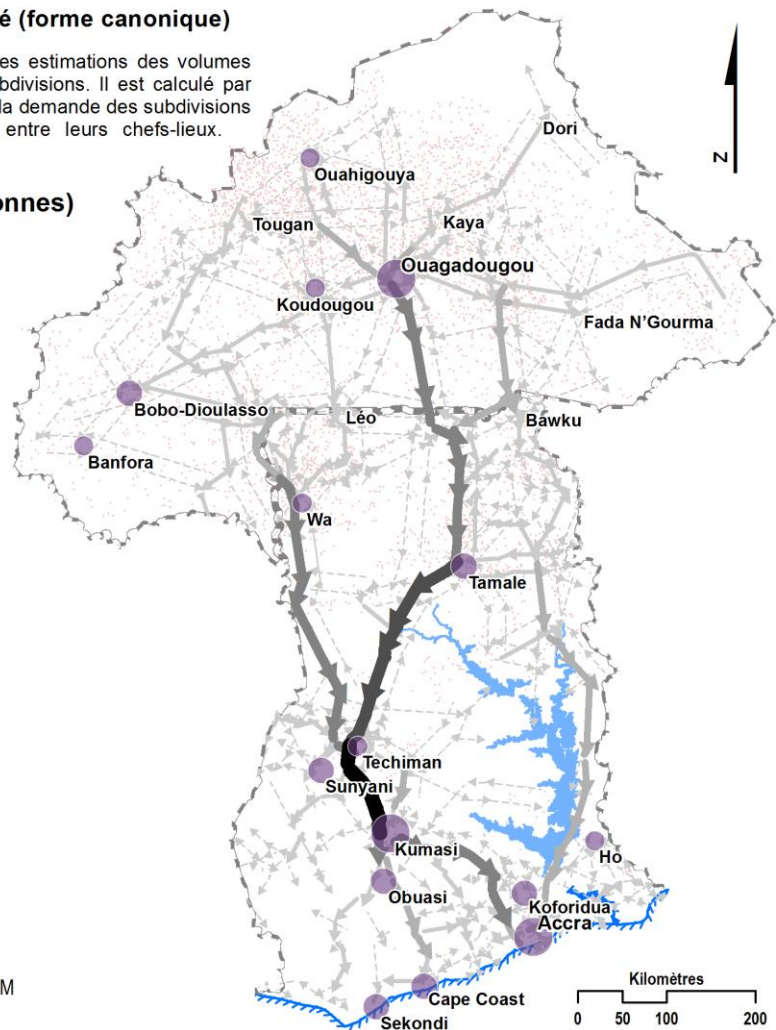 é (forme canonique)
es estimations des volumes
bdivisions. Il est calculé par
la demande des subdivisions
entre leurs chefs-lieux.
onnes)
N
Dori
Ouahigouya
Tougan
Kaya
Ouagadougou
Koudougou
Fada N'Gourma
Bobo-Dioulasso
Léo
Bawku
Banfora
Wa
Tamale
Techiman
Sunyani
Kumasi
Ho
Obuasi
Koforidua
Accra
M
Cape Coast
Sekondi
Kilomètres
0 50 100 200